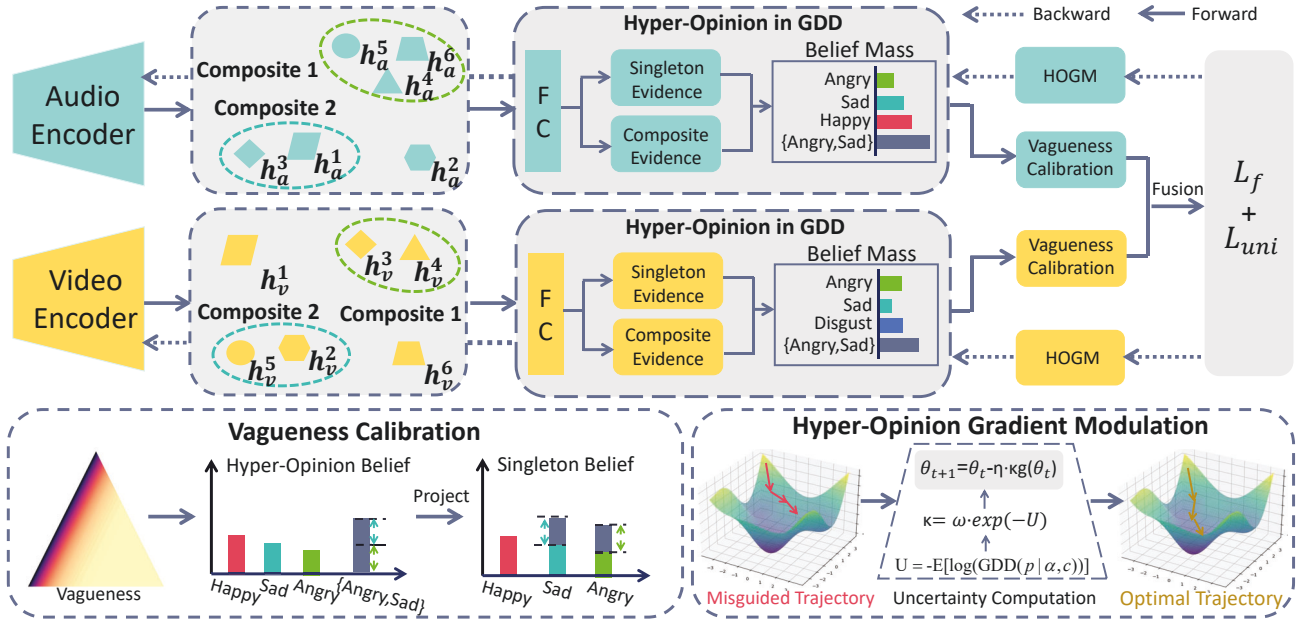 Backward
Forward
Audio
Encoder
Composite 1
h_a^5
h_a^6
h_a^4
Composite 2
h_a^3
h_a^1
h_a^2
Hyper-Opinion in GDD
F
C
Singleton
Evidence
Composite
Evidence
Belief Mass
Angry
Sad
Happy
{Angry,Sad}
HOGM
Vagueness
Calibration
Fusion
L_f
+
L_uni
Video
Encoder
h_v^1
h_v^3
h_v^4
Composite 2
Composite 1
h_v^5
h_v^2
h_v^6
Hyper-Opinion in GDD
F
C
Singleton
Evidence
Composite
Evidence
Belief Mass
Angry
Sad
Disgust
{Angry,Sad}
Vagueness
Calibration
HOGM
Vagueness Calibration
Vagueness
Hyper-Opinion Belief
Happy
Sad
Angry
{Angry,Sad}
Project
Singleton Belief
Happy
Sad
Angry
Hyper-Opinion Gradient Modulation
Misguided Trajectory
θ_{t+1}=θ_t-η·κg(θ_t)
κ= ω·exp(−U)
U = -E[log(GDD(p | α, c))]
Uncertainty Computation
Optimal Trajectory